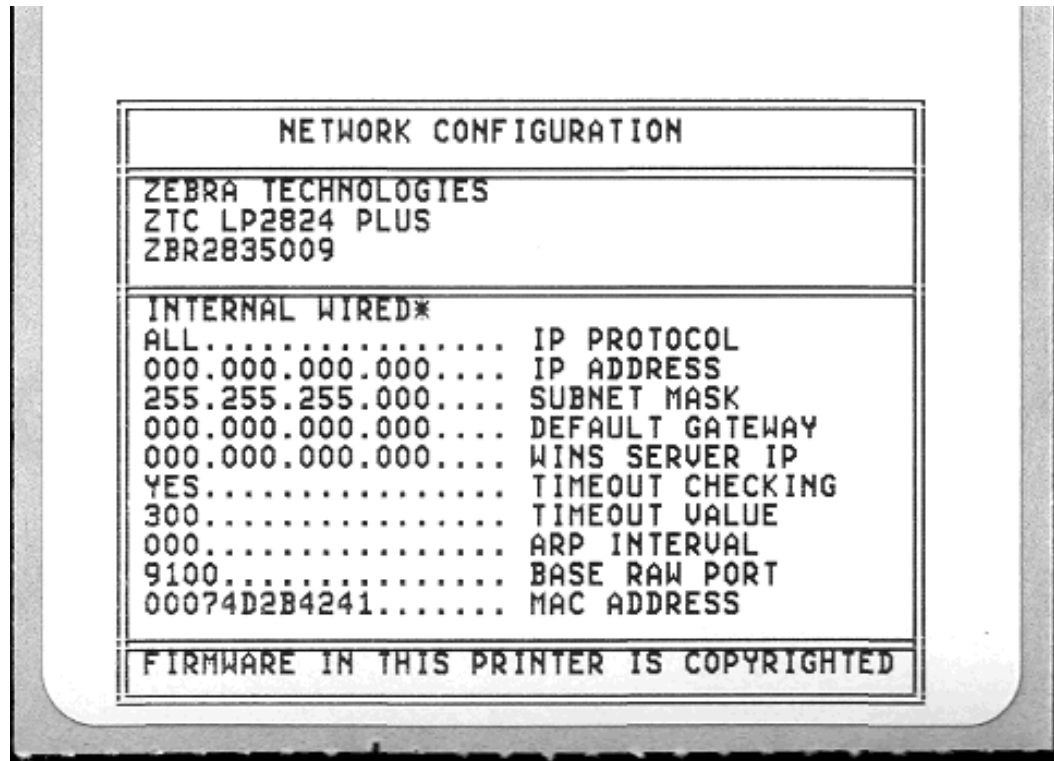 NETWORK CONFIGURATION
ZEBRA TECHNOLOGIES
ZTC LP2824 PLUS
ZBR2835009
INTERNAL WIRED*
ALL................ IP PROTOCOL
000.000.000.000.... IP ADDRESS
255.255.255.000.... SUBNET MASK
000.000.000.000.... DEFAULT GATEWAY
000.000.000.000.... WINS SERVER IP
YES................ TIMEOUT CHECKING
300................ TIMEOUT VALUE
000................ ARP INTERVAL
9100............... BASE RAW PORT
00074D2B4241....... MAC ADDRESS
FIRMWARE IN THIS PRINTER IS COPYRIGHTED